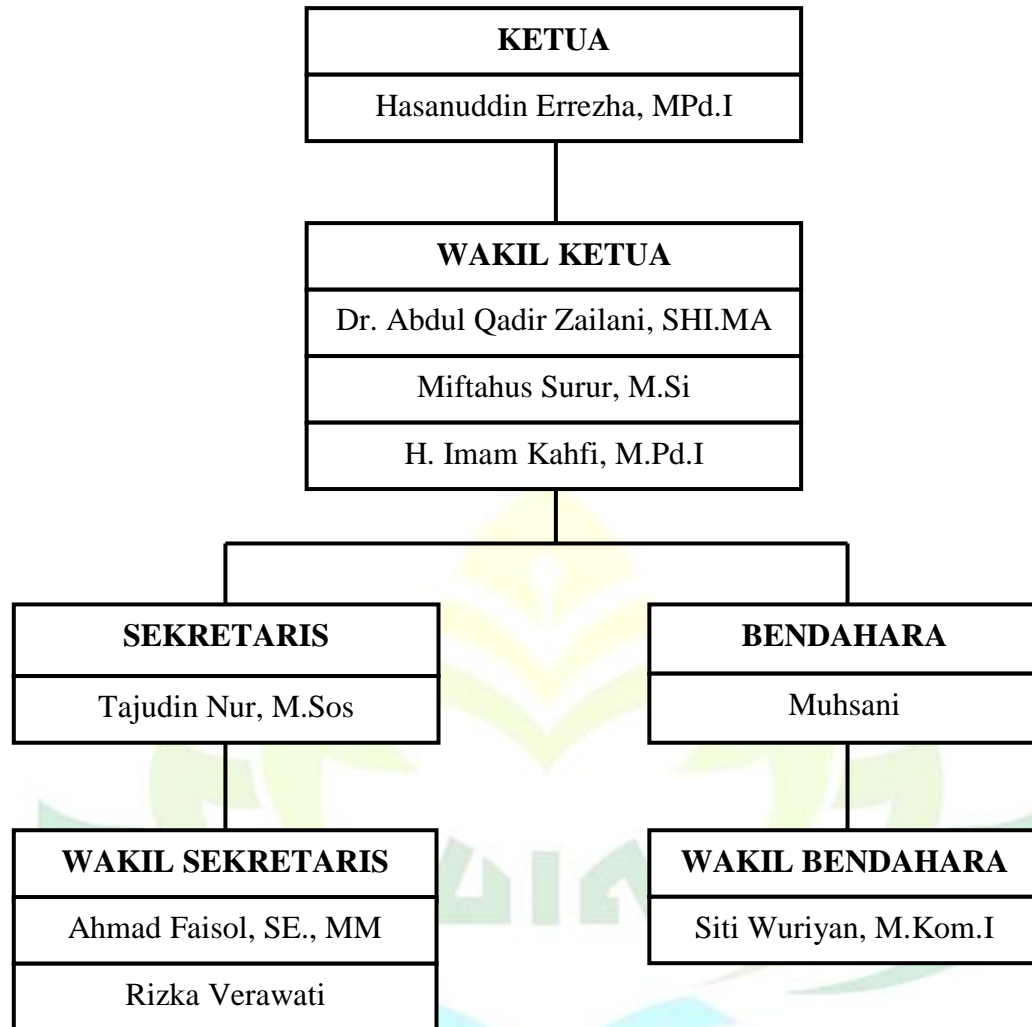 KETUA
Hasanuddin Errezha, MPd.I
WAKIL KETUA
Dr. Abdul Qadir Zailani, SHI.MA
Miftahus Surur, M.Si
H. Imam Kahfi, M.Pd.I
SEKRETARIS
Tajudin Nur, M.Sos
BENDAHARA
Muhsani
WAKIL SEKRETARIS
Ahmad Faisol, SE., MM
Rizka Verawati
WAKIL BENDAHARA
Siti Wuriyan, M.Kom.I